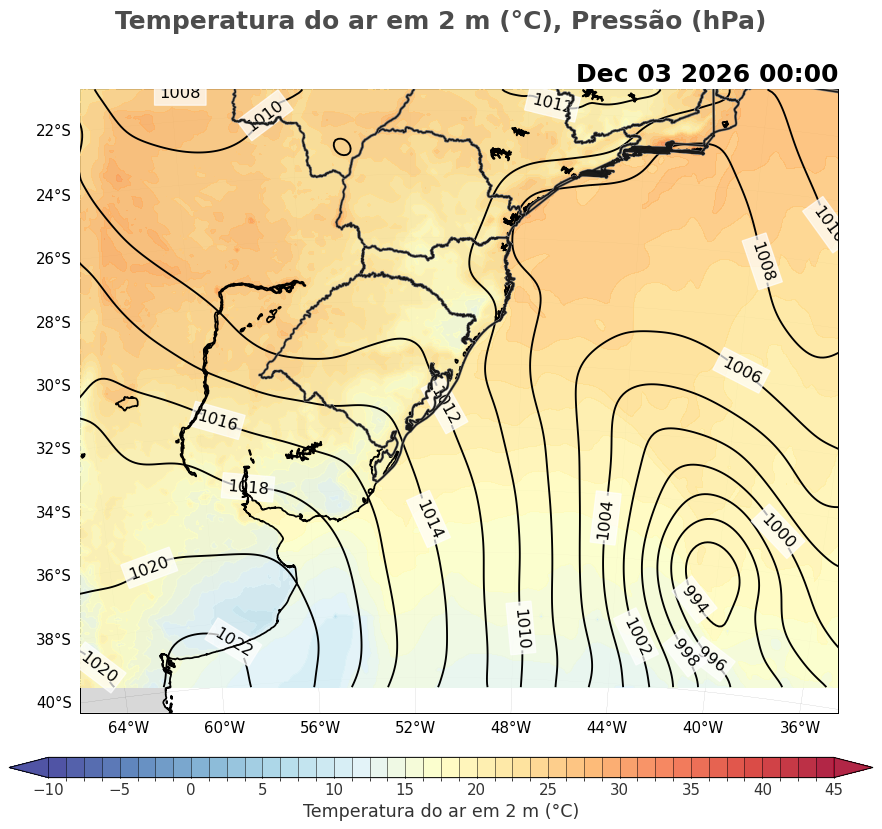 Temperatura do ar em 2 m (°C), Pressão (hPa)
Dec 03 2026 00:00
1008
1010
1012
22°S
24°S
1010
1008
26°S
28°S
1006
30°S
1012
1016
32°S
1018
1014
1004
1000
34°S
1020
36°S
994
1010
1002
1022
998
996
38°S
1020
40°S
64°W 60°W 56°W 52°W 48°W 44°W 40°W 36°W
−10 −5 0 5 10 15 20 25 30 35 40 45
Temperatura do ar em 2 m (°C)